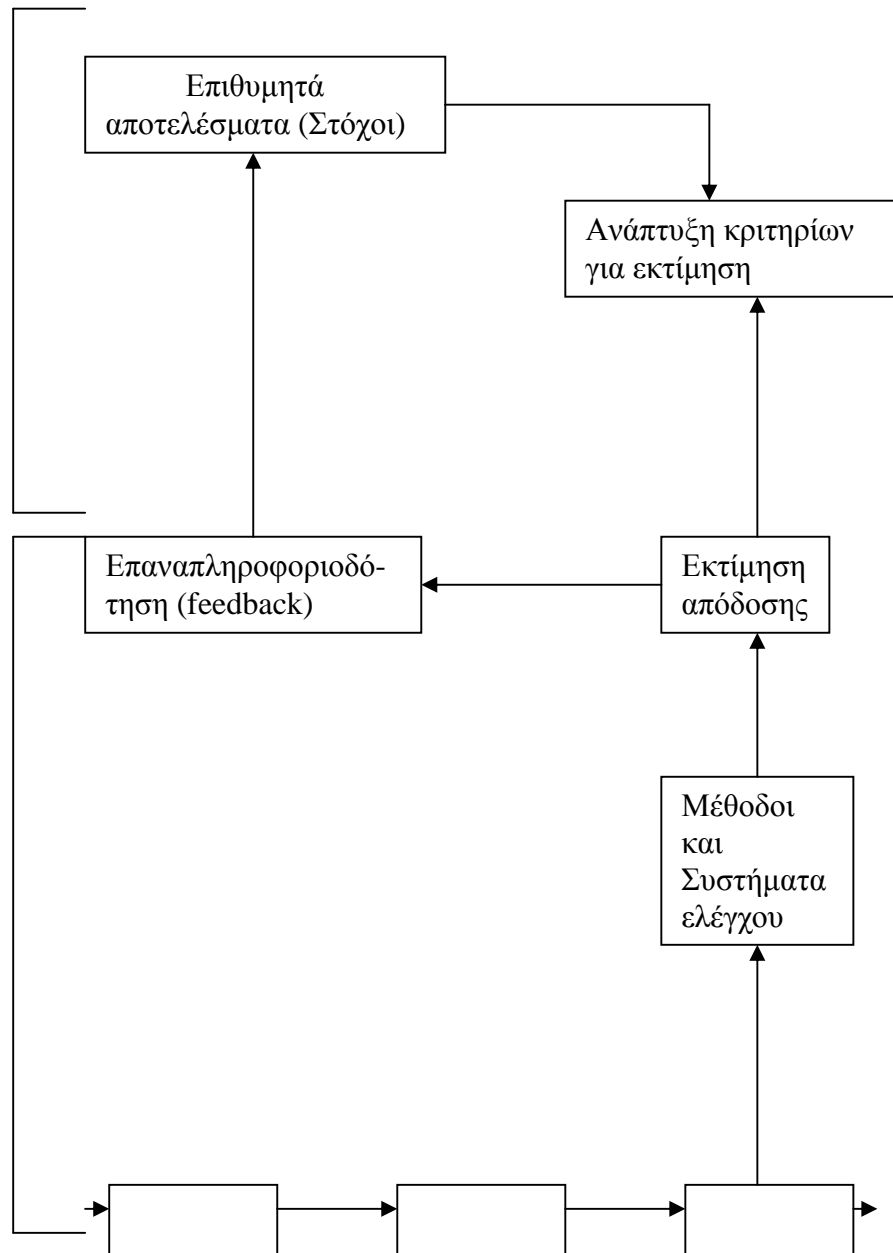 Επιθυμητά
αποτελέσματα (Στόχοι)
Ανάπτυξη κριτηρίων
για εκτίμηση
Επαναπληροφοριοδό-
τηση (feedback)
Εκτίμηση
απόδοσης
Μέθοδοι
και
Συστήματα
ελέγχου